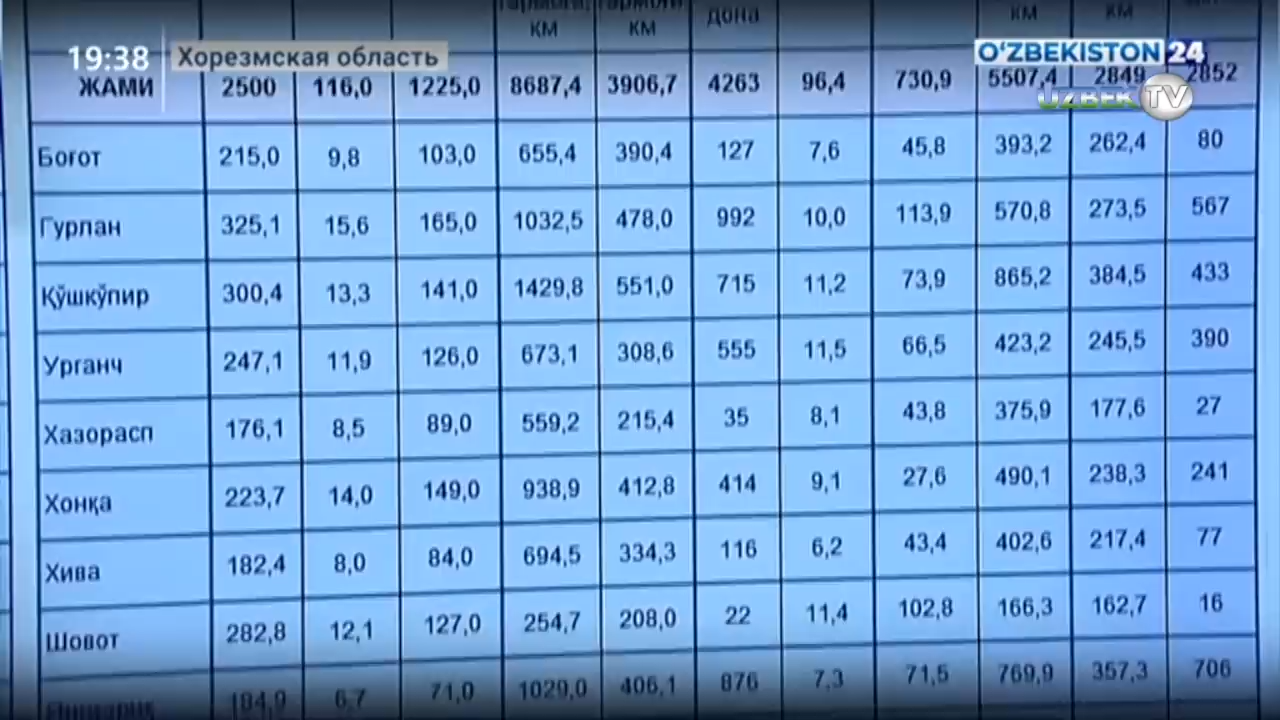 км км дона км км
19:38 Хорезмская область O'ZBEKISTON 24
UZBEK TV
ЖАМИ 2500 116,0 1225,0 8687,4 3906,7 4263 96,4 730,9 5507,4 2849 2852
Боғот 215,0 9,8 103,0 655,4 390,4 127 7,6 45,8 393,2 262,4 80
Гурлан 325,1 15,6 165,0 1032,5 478,0 992 10,0 113,9 570,8 273,5 567
Қўшкўпир 300,4 13,3 141,0 1429,8 551,0 715 11,2 73,9 865,2 384,5 433
Урганч 247,1 11,9 126,0 673,1 308,6 555 11,5 66,5 423,2 245,5 390
Хазорасп 176,1 8,5 89,0 559,2 215,4 35 8,1 43,8 375,9 177,6 27
Хонқа 223,7 14,0 149,0 938,9 412,8 414 9,1 27,6 490,1 238,3 241
Хива 182,4 8,0 84,0 694,5 334,3 116 6,2 43,4 402,6 217,4 77
Шовот 282,8 12,1 127,0 254,7 208,0 22 11,4 102,8 166,3 162,7 16
184,9 6,7 71,0 1029,0 406,1 876 7,3 71,5 769,9 357,3 706